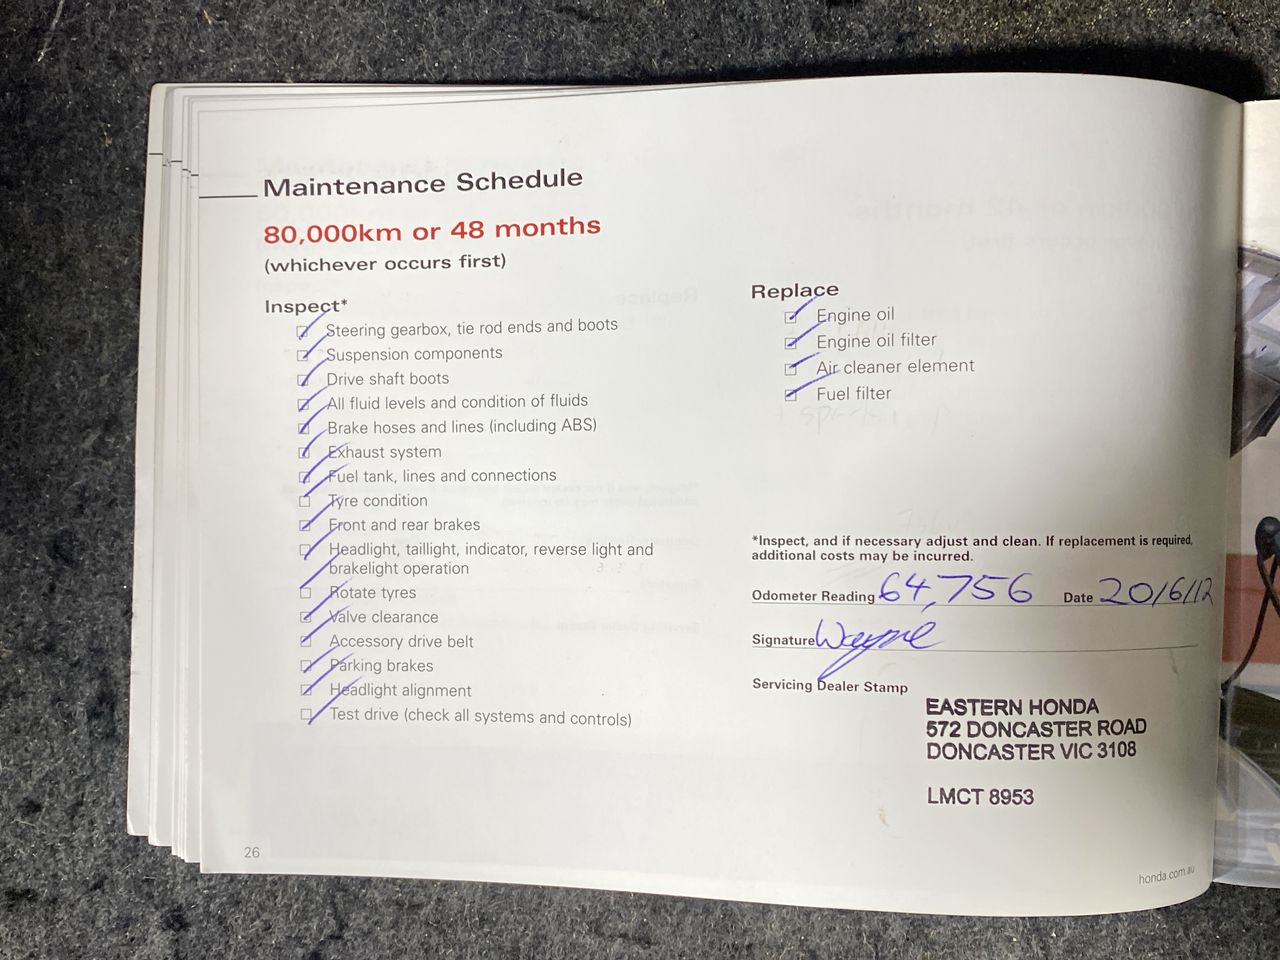 Maintenance Schedule
80,000km or 48 months
(whichever occurs first)
Inspect*
Steering gearbox, tie rod ends and boots
Suspension components
Drive shaft boots
All fluid levels and condition of fluids
Brake hoses and lines (including ABS)
Exhaust system
Fuel tank, lines and connections
Tyre condition
Front and rear brakes
Headlight, taillight, indicator, reverse light and
brakelight operation
Rotate tyres
Valve clearance
Accessory drive belt
Parking brakes
Headlight alignment
Test drive (check all systems and controls)
Replace
Engine oil
Engine oil filter
Air cleaner element
Fuel filter
*Inspect, and if necessary adjust and clean. If replacement is required,
additional costs may be incurred.
Odometer Reading 64,756 Date 20/6/12
Signature Wayne
Servicing Dealer Stamp
EASTERN HONDA
572 DONCASTER ROAD
DONCASTER VIC 3108
LMCT 8953
26
honda.com.au